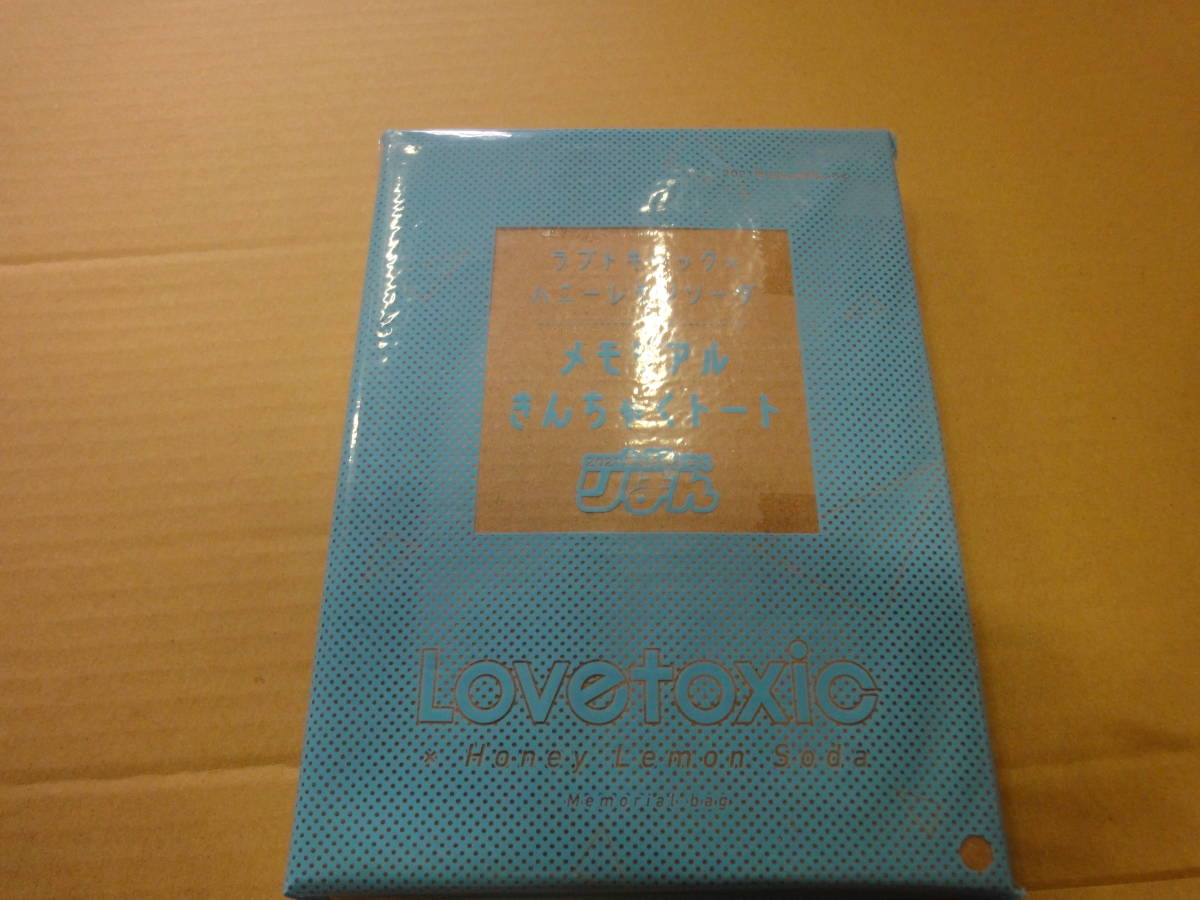 ラブトキシック×
ハニーレモンソーダ
メモリアル
きんちゃくトート
りぼん
Lovetoxic
× Honey Lemon Soda
Memorial bag